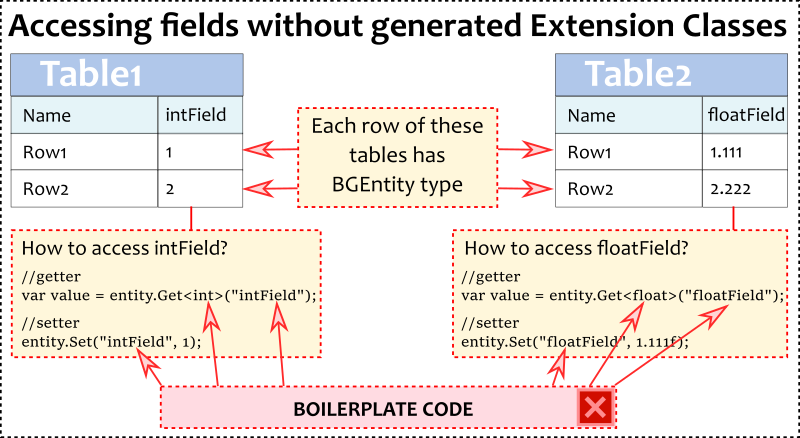 Accessing fields without generated Extension Classes
Table1
Name intField
Row1 1
Row2 2
Each row of these
tables has
BGEntity type
Table2
Name floatField
Row1 1.111
Row2 2.222
How to access intField?
//getter
var value = entity.Get<int>("intField");
//setter
entity.Set("intField", 1);
How to access floatField?
//getter
var value = entity.Get<float>("floatField");
//setter
entity.Set("floatField", 1.111f);
BOILERPLATE CODE